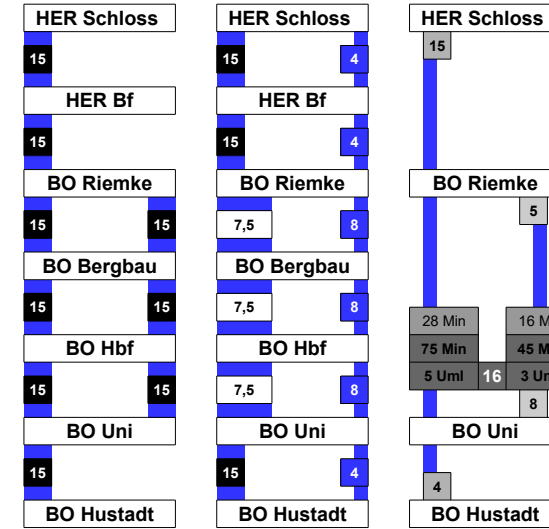 HER Schloss HER Schloss HER Schloss
15 15 4 15
HER Bf HER Bf
15 15 4
BO Riemke BO Riemke BO Riemke
15 15 7,5 8 5
BO Bergbau BO Bergbau
15 15 7,5 8
28 Min 16
BO Hbf BO Hbf 75 Min 45
15 15 7,5 8 5 Uml 16 3
8
BO Uni BO Uni BO Uni
15 15 4 4
BO Hustadt BO Hustadt BO Hustadt